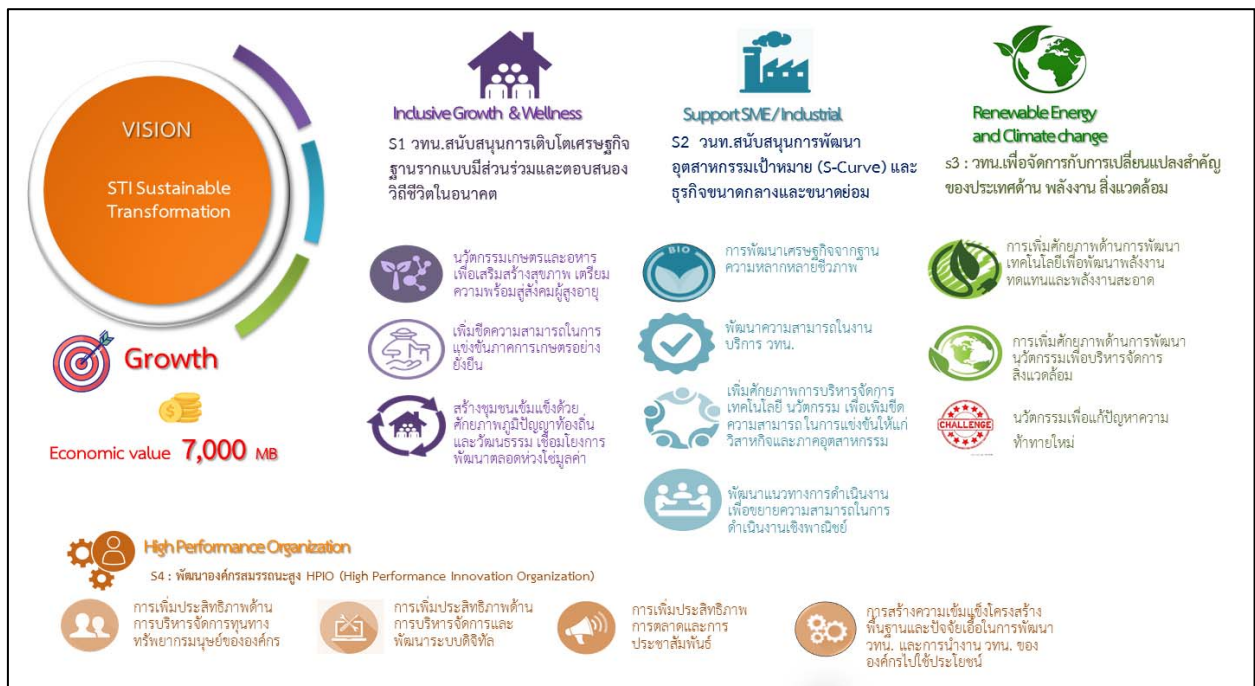 VISION
STI Sustainable
Transformation
Growth
Economic value 7,000 MB
Inclusive Growth & Wellness
S1 วทน.สนับสนุนการเติบโตเศรษฐกิจ
ฐานรากแบบมีส่วนร่วมและตอบสนอง
วิถีชีวิตในอนาคต
นวัตกรรมเกษตรและอาหาร
เพื่อเสริมสร้างสุขภาพ เตรียม
ความพร้อมสู่สังคมผู้สูงอายุ
เพิ่มขีดความสามารถในการ
แข่งขันภาคการเกษตรอย่าง
ยั่งยืน
สร้างชุมชนเข้มแข็งด้วย
ศักยภาพภูมิปัญญาท้องถิ่น
และวัฒนธรรม เชื่อมโยงการ
พัฒนาตลอดห่วงโซ่มูลค่า
Support SME / Industrial
S2 วนท.สนับสนุนการพัฒนา
อุตสาหกรรมเป้าหมาย (S-Curve) และ
ธุรกิจขนาดกลางและขนาดย่อม
BIO
การพัฒนาเศรษฐกิจจากฐาน
ความหลากหลายชีวภาพ
พัฒนาความสามารถในงาน
บริการ วทน.
เพิ่มศักยภาพการบริหารจัดการ
เทคโนโลยี นวัตกรรม เพื่อเพิ่มขีด
ความสามารถ ในการแข่งขันให้แก่
วิสาหกิจและภาคอุตสาหกรรม
พัฒนาแนวทางการดำเนินงาน
เพื่อขยายความสามารถในการ
ดำเนินงานเชิงพาณิชย์
Renewable Energy
and Climate change
s3 : วทน.เพื่อจัดการกับการเปลี่ยนแปลงสำคัญ
ของประเทศด้าน พลังงาน สิ่งแวดล้อม
การเพิ่มศักยภาพด้านการพัฒนา
เทคโนโลยีเพื่อพัฒนาพลังงาน
ทดแทนและพลังงานสะอาด
การเพิ่มศักยภาพด้านการพัฒนา
นวัตกรรมเพื่อบริหารจัดการ
สิ่งแวดล้อม
CHALLENGE
นวัตกรรมเพื่อแก้ปัญหาความ
ท้าทายใหม่
High Performance Organization
S4 : พัฒนาองค์กรสมรรถนะสูง HPIO (High Performance Innovation Organization)
การเพิ่มประสิทธิภาพด้าน
การบริหารจัดการทุนทาง
ทรัพยากรมนุษย์ขององค์กร
การเพิ่มประสิทธิภาพด้าน
การบริหารจัดการและ
พัฒนาระบบดิจิทัล
การเพิ่มประสิทธิภาพ
การตลาดและการ
ประชาสัมพันธ์
การสร้างความเข้มแข็งโครงสร้าง
พื้นฐานและปัจจัยเอื้อในการพัฒนา
วทน. และการนำงาน วทน. ของ
องค์กรไปใช้ประโยชน์